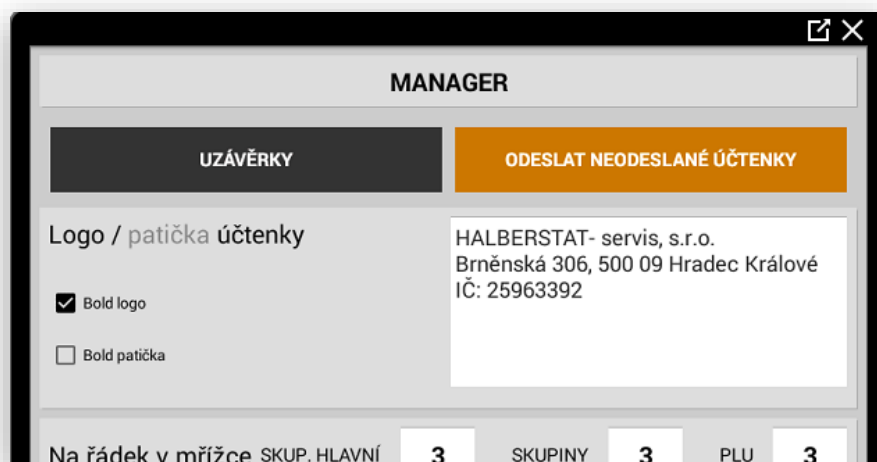 MANAGER
UZÁVĚRKY
ODESLAT NEODESLANÉ ÚČTENKY
Logo / patička účtenky
HALBERSTAT- servis, s.r.o.
Brněnská 306, 500 09 Hradec Králové
IČ: 25963392
Bold logo
Bold patička
Na řádek v mřížce SKUP. HLAVNÍ 3 SKUPINY 3 PLU 3